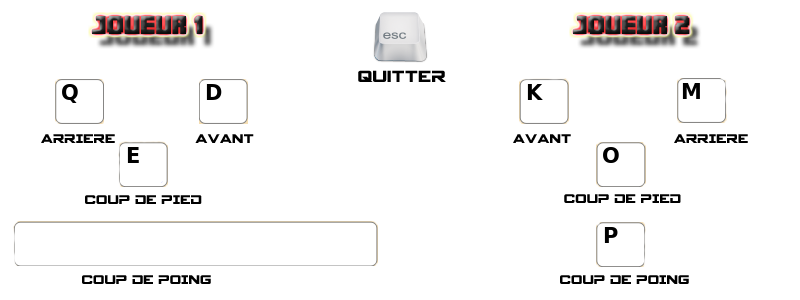 JOUEUR 1
esc
QUITTER
JOUEUR 2
Q
D
ARRIERE
AVANT
E
COUP DE PIED
COUP DE POING
K
M
AVANT
ARRIERE
O
COUP DE PIED
P
COUP DE POING